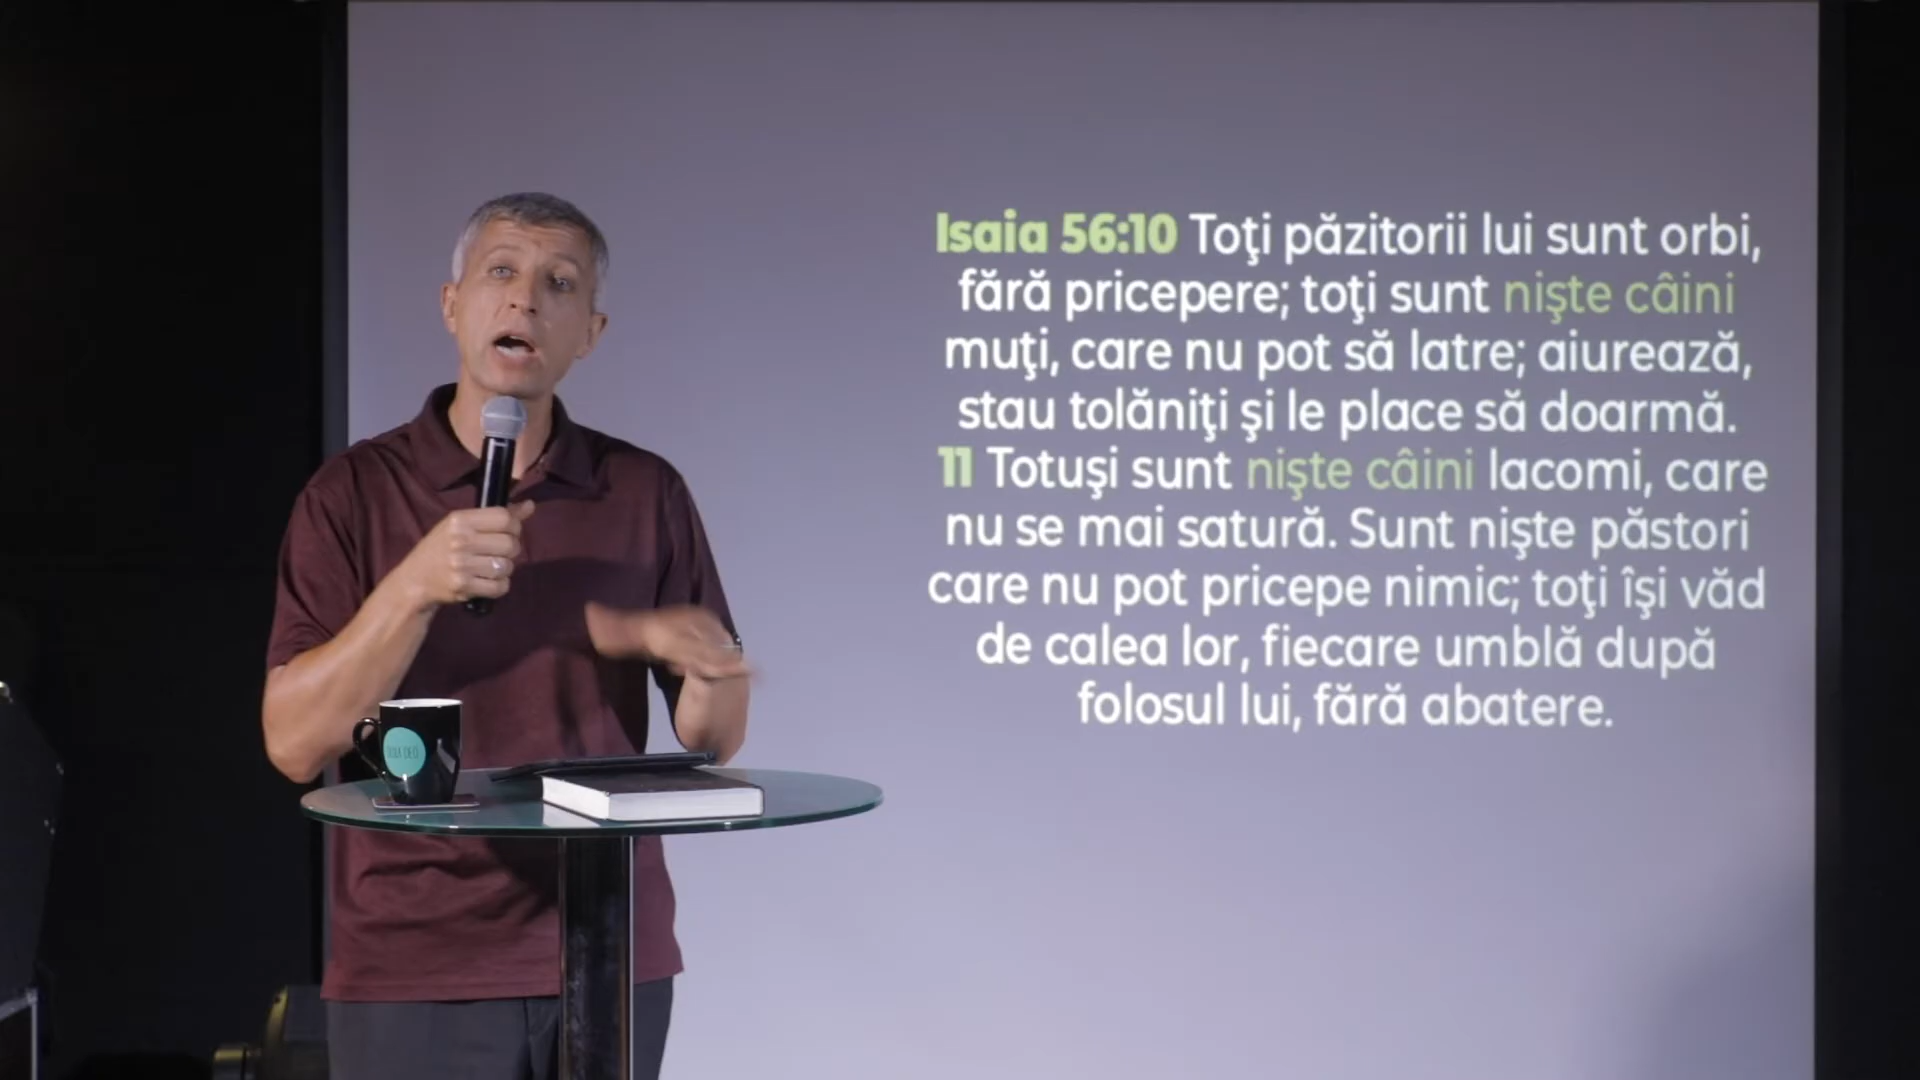 Isaia 56:10 Toţi păzitorii lui sunt orbi,
fără pricepere; toţi sunt nişte câini
muţi, care nu pot să latre; aiurează,
stau tolăniţi şi le place să doarmă.
11 Totuşi sunt nişte câini lacomi, care
nu se mai satură. Sunt nişte păstori
care nu pot pricepe nimic; toţi îşi văd
de calea lor, fiecare umblă după
folosul lui, fără abatere.